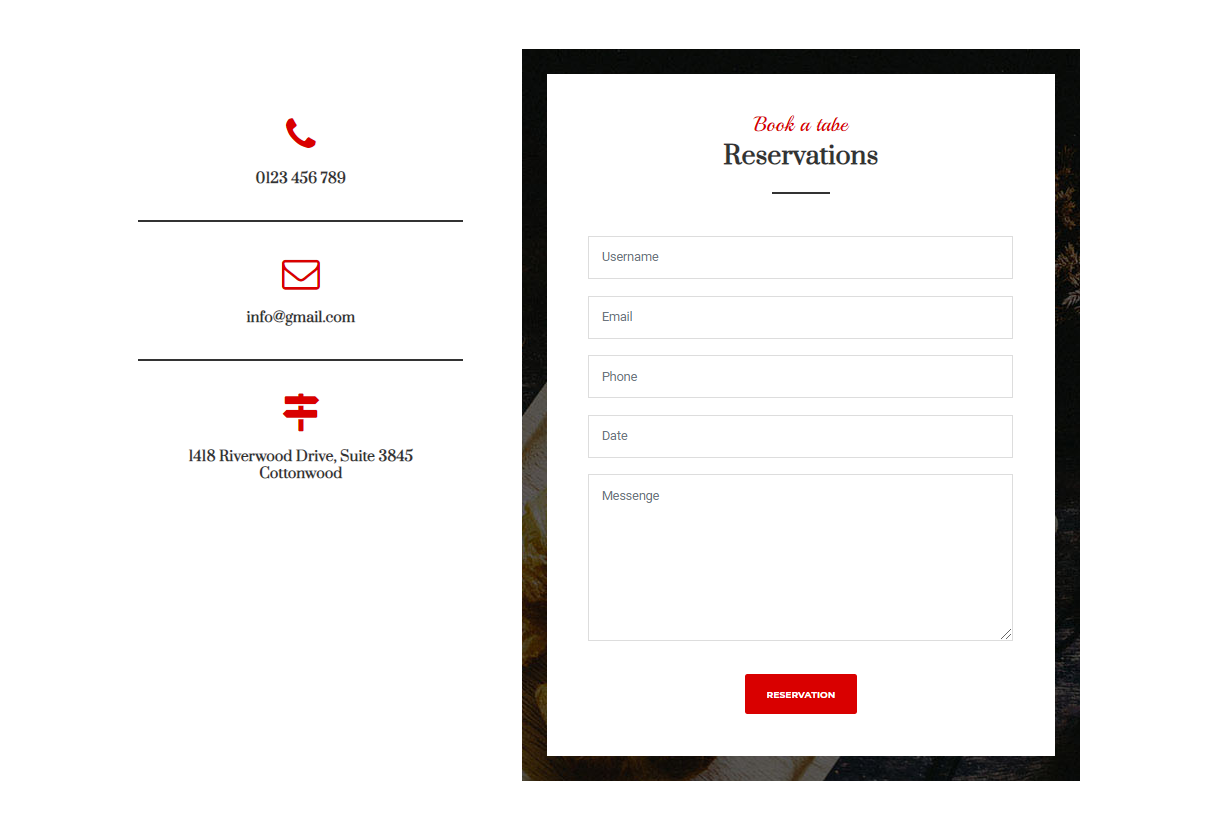 0123 456 789
info@gmail.com
1418 Riverwood Drive, Suite 3845
Cottonwood
Book a tabe
Reservations
Username
Email
Phone
Date
Messenge
RESERVATION